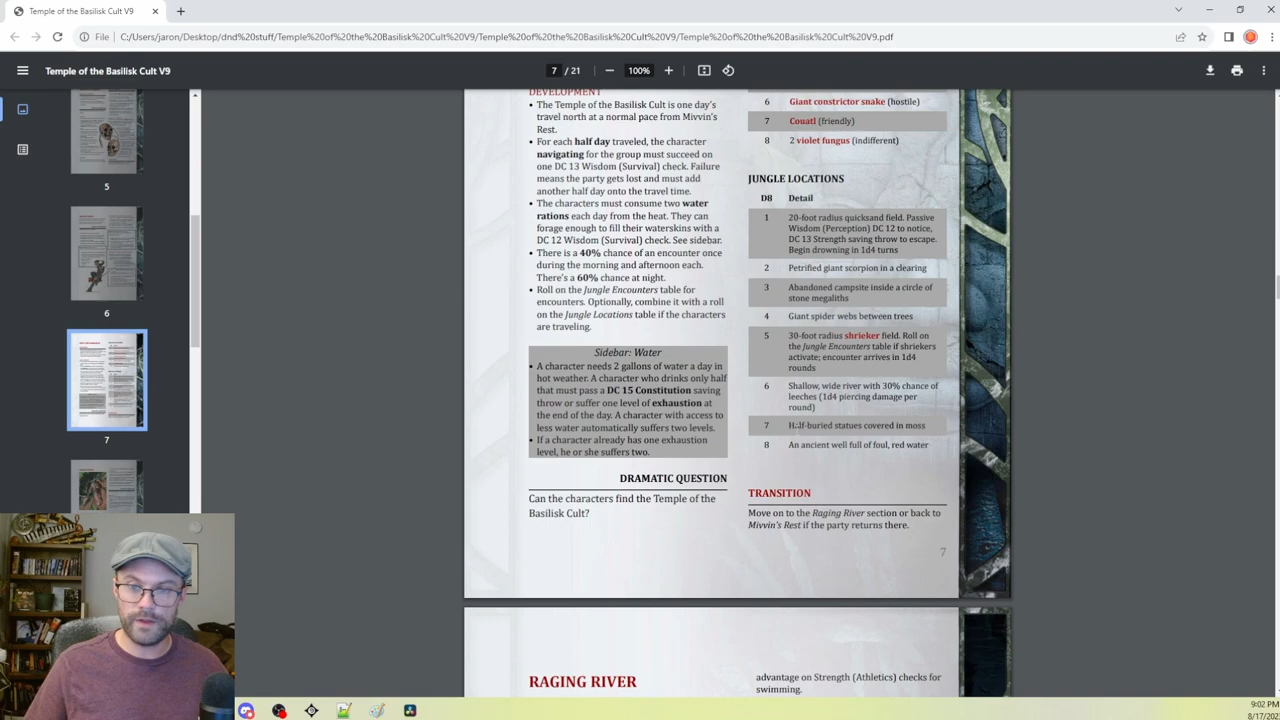 Temple of the Basilisk Cult V9
File
C:/Users/jaron/Desktop/dnd%20stuff/Temple%20of%20the%20Basilisk%20Cult%20V9/Temple%20of%20the%20Basilisk%20Cult%20V9.pdf
Temple of the Basilisk Cult V9
7 / 21
100%
5
6
7
DEVELOPMENT
• The Temple of the Basilisk Cult is one day's
travel north at a normal pace from Mivvin's
Rest.
• For each half day traveled, the character
navigating for the group must succeed on
one DC 13 Wisdom (Survival) check. Failure
means the party gets lost and must add
another half day onto the travel time.
• The characters must consume two water
rations each day from the heat. They can
forage enough to fill their waterskins with a
DC 12 Wisdom (Survival) check. See sidebar.
• There is a 40% chance of an encounter once
during the morning and afternoon each.
There's a 60% chance at night.
• Roll on the Jungle Encounters table for
encounters. Optionally, combine it with a roll
on the Jungle Locations table if the characters
are traveling.
Sidebar: Water
• A character needs 2 gallons of water a day in
hot weather. A character who drinks only half
that must pass a DC 15 Constitution saving
throw or suffer one level of exhaustion at
the end of the day. A character with access to
less water automatically suffers two levels.
• If a character already has one exhaustion
level, he or she suffers two.
DRAMATIC QUESTION
Can the characters find the Temple of the
Basilisk Cult?
6 Giant constrictor snake (hostile)
7 Couatl (friendly)
8 2 violet fungus (indifferent)
JUNGLE LOCATIONS
D8 Detail
1 20-foot radius quicksand field. Passive
Wisdom (Perception) DC 12 to notice,
DC 13 Strength saving throw to escape.
Begin drowning in 1d4 turns
2 Petrified giant scorpion in a clearing
3 Abandoned campsite inside a circle of
stone megaliths
4 Giant spider webs between trees
5 30-foot radius shrieker field. Roll on
the Jungle Encounters table if shriekers
activate; encounter arrives in 1d4
rounds
6 Shallow, wide river with 30% chance of
leeches (1d4 piercing damage per
round)
7 Half-buried statues covered in moss
8 An ancient well full of foul, red water
TRANSITION
Move on to the Raging River section or back to
Mivvin's Rest if the party returns there.
7
RAGING RIVER
advantage on Strength (Athletics) checks for
swimming.
9:02 PM